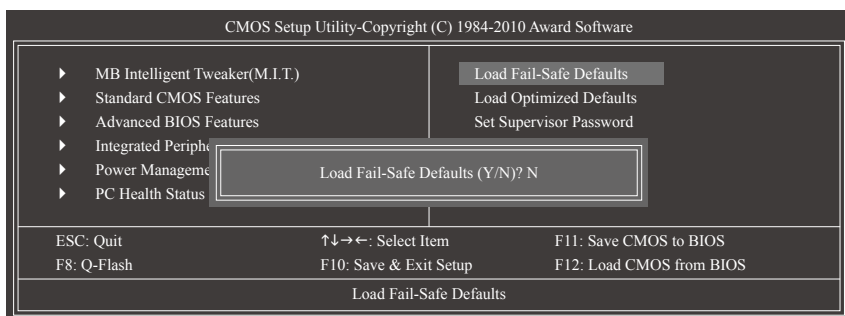 CMOS Setup Utility-Copyright (C) 1984-2010 Award Software
MB Intelligent Tweaker(M.I.T.)
Standard CMOS Features
Advanced BIOS Features
Integrated Periphe
Power Manageme
PC Health Status
Load Fail-Safe Defaults
Load Optimized Defaults
Set Supervisor Password
Load Fail-Safe Defaults (Y/N)? N
ESC: Quit ↑↓→←: Select Item F11: Save CMOS to BIOS
F8: Q-Flash F10: Save & Exit Setup F12: Load CMOS from BIOS
Load Fail-Safe Defaults